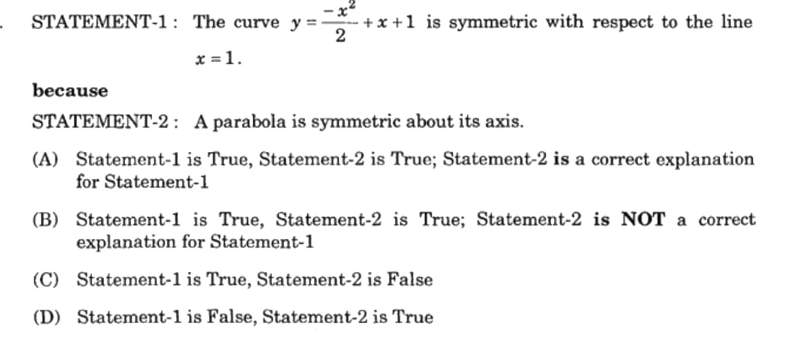 STATEMENT-1 : The curve y = -x²/2 + x + 1 is symmetric with respect to the line
x = 1.
because
STATEMENT-2 : A parabola is symmetric about its axis.
(A) Statement-1 is True, Statement-2 is True; Statement-2 is a correct explanation
for Statement-1
(B) Statement-1 is True, Statement-2 is True; Statement-2 is NOT a correct
explanation for Statement-1
(C) Statement-1 is True, Statement-2 is False
(D) Statement-1 is False, Statement-2 is True